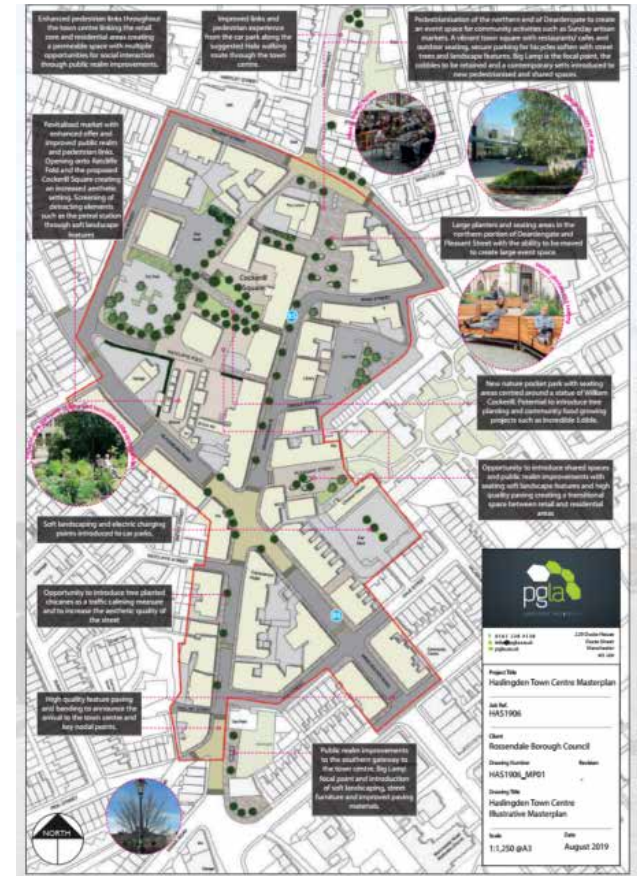 Enhanced pedestrian links throughout
the town centre linking the retail
core and residential areas creating
a permeable space with multiple
opportunities for social interaction
through public realm improvements.
Improved links and
pedestrian experience
from the car park along the
suggested Halo walking
route through the town
centre.
Pedestrianisation of the northern end of Deardengate to create
an event space for community activities such as Sunday artisan
markets. A vibrant town square with restaurants/ cafes and
outdoor seating, secure parking for bicycles soften with street
trees and landscape features. Big Lamp is the focal point, the
cobbles to be retained and a contemporary setts introduced to
new pedestrianised and shared spaces.
Revitalised market with
enhanced offer and
improved public realm
and pedestrian links.
Opening onto Ratcliffe
Fold and the proposed
Cockerill Square creating
an increased aesthetic
setting. Screening of
detracting elements
such as the petrol station
through soft landscape
features
Large planters and seating areas in the
northern portion of Deardengate and
Pleasant Street with the ability to be moved
to create large event space.
Cockerill
Square
New nature pocket park with seating
areas centred around a statue of William
Cockerill. Potential to introduce tree
planting and community food growing
projects such as Incredible Edible.
Opportunity to introduce shared spaces
and public realm improvements with
seating soft landscape features and high
quality paving creating a transitional
space between retail and residential
areas
Soft landscaping and electric charging
points introduced to car parks.
Opportunity to introduce tree planted
chicanes as a traffic calming measure
and to increase the aesthetic quality of
the street
High quality feature paving
and banding to announce the
arrival to the town centre and
key nodal points.
Public realm improvements
to the southern gateway to
the town centre. Big Lamp
focal point and introduction
of soft landscaping, street
furniture and improved paving
materials.
NORTH
pgla
Project Title
Haslingden Town Centre Masterplan
Job Ref.
HAS1906
Client
Rossendale Borough Council
Drawing Number
Revision
HAS1906_MP01
Drawing Title
Haslingden Town Centre
Illustrative Masterplan
Scale
Date
1:1,250 @A3
August 2019